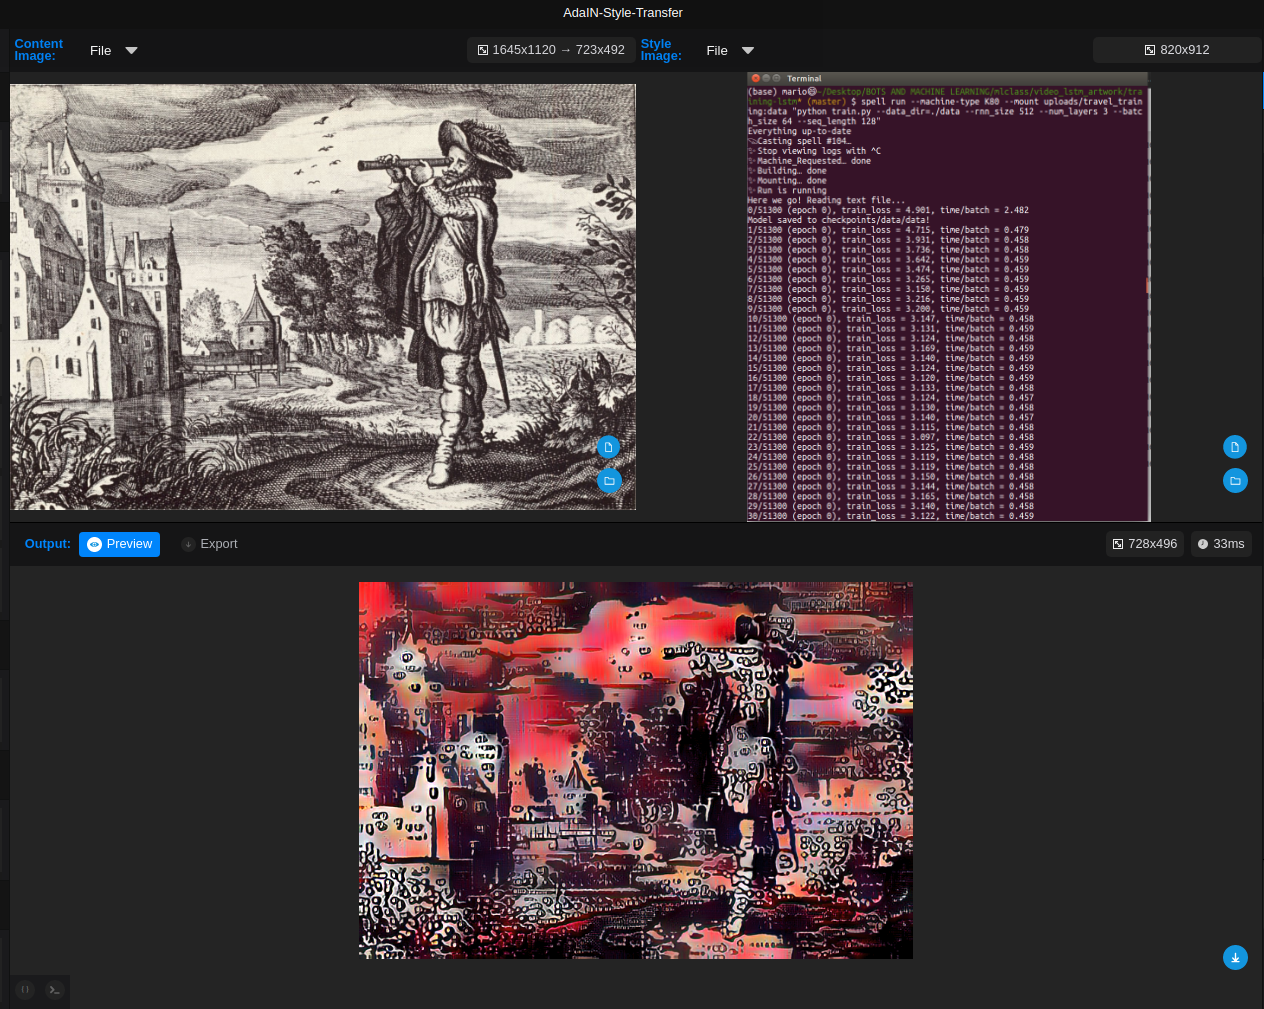 AdaIN-Style-Transfer
Content Image:
File
1645x1120 → 723x492
Style Image:
File
820x912
Terminal
(base) mario😄~/Desktop/BOTS AND MACHINE LEARNING/mlclass/video_lstm_artwork/tra
ining-lstm* (master) $ spell run --machine-type K80 --mount uploads/travel_train
ing:data "python train.py --data_dir=./data --rnn_size 512 --num_layers 3 --batc
h_size 64 --seq_length 128"
Everything up-to-date
Casting spell #104…
✨ Stop viewing logs with ^C
✨ Machine_Requested… done
✨ Building… done
✨ Mounting… done
✨ Run is running
Here we go! Reading text file...
0/51300 (epoch 0), train_loss = 4.901, time/batch = 2.482
Model saved to checkpoints/data/data!
1/51300 (epoch 0), train_loss = 4.715, time/batch = 0.479
2/51300 (epoch 0), train_loss = 3.931, time/batch = 0.458
3/51300 (epoch 0), train_loss = 3.736, time/batch = 0.458
4/51300 (epoch 0), train_loss = 3.642, time/batch = 0.459
5/51300 (epoch 0), train_loss = 3.474, time/batch = 0.459
6/51300 (epoch 0), train_loss = 3.265, time/batch = 0.459
7/51300 (epoch 0), train_loss = 3.150, time/batch = 0.459
8/51300 (epoch 0), train_loss = 3.216, time/batch = 0.459
9/51300 (epoch 0), train_loss = 3.200, time/batch = 0.459
10/51300 (epoch 0), train_loss = 3.147, time/batch = 0.458
11/51300 (epoch 0), train_loss = 3.131, time/batch = 0.459
12/51300 (epoch 0), train_loss = 3.124, time/batch = 0.458
13/51300 (epoch 0), train_loss = 3.169, time/batch = 0.459
14/51300 (epoch 0), train_loss = 3.140, time/batch = 0.459
15/51300 (epoch 0), train_loss = 3.124, time/batch = 0.459
16/51300 (epoch 0), train_loss = 3.120, time/batch = 0.459
17/51300 (epoch 0), train_loss = 3.133, time/batch = 0.458
18/51300 (epoch 0), train_loss = 3.124, time/batch = 0.457
19/51300 (epoch 0), train_loss = 3.130, time/batch = 0.458
20/51300 (epoch 0), train_loss = 3.140, time/batch = 0.457
21/51300 (epoch 0), train_loss = 3.115, time/batch = 0.458
22/51300 (epoch 0), train_loss = 3.097, time/batch = 0.458
23/51300 (epoch 0), train_loss = 3.125, time/batch = 0.459
24/51300 (epoch 0), train_loss = 3.119, time/batch = 0.458
25/51300 (epoch 0), train_loss = 3.119, time/batch = 0.458
26/51300 (epoch 0), train_loss = 3.150, time/batch = 0.458
27/51300 (epoch 0), train_loss = 3.144, time/batch = 0.458
28/51300 (epoch 0), train_loss = 3.165, time/batch = 0.458
29/51300 (epoch 0), train_loss = 3.140, time/batch = 0.458
30/51300 (epoch 0), train_loss = 3.122, time/batch = 0.459
Output:
Preview
Export
728x496
33ms